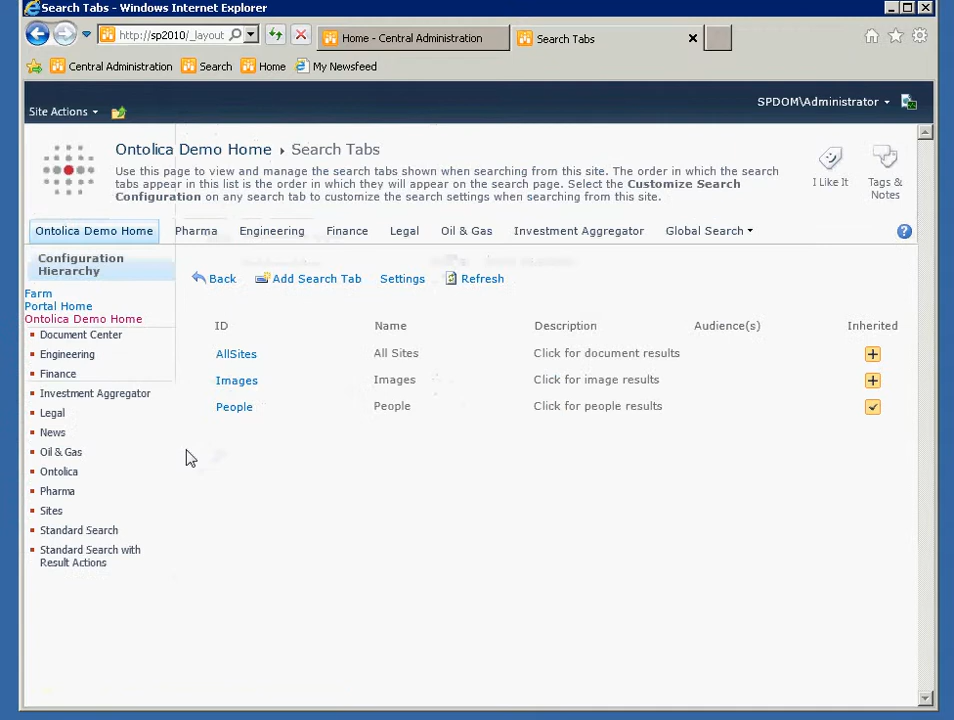 Search Tabs - Windows Internet Explorer
http://sp2010/_layout
Home - Central Administration
Search Tabs
Central Administration
Search
Home
My Newsfeed
Site Actions
SPDOM\Administrator
Ontolica Demo Home ▸ Search Tabs
Use this page to view and manage the search tabs shown when searching from this site. The order in which the search
tabs appear in this list is the order in which they will appear on the search page. Select the Customize Search
Configuration on any search tab to customize the search settings when searching from this site.
I Like It
Tags &
Notes
Ontolica Demo Home
Pharma
Engineering
Finance
Legal
Oil & Gas
Investment Aggregator
Global Search
Configuration
Hierarchy
Farm
Portal Home
Ontolica Demo Home
Document Center
Engineering
Finance
Investment Aggregator
Legal
News
Oil & Gas
Ontolica
Pharma
Sites
Standard Search
Standard Search with
Result Actions
Back
Add Search Tab
Settings
Refresh
ID Name Description Audience(s) Inherited
AllSites All Sites Click for document results
Images Images Click for image results
People People Click for people results